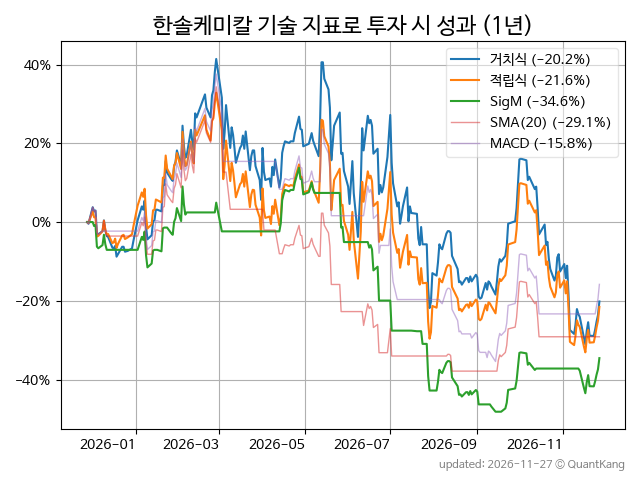 한솔케미칼 기술 지표로 투자 시 성과 (1년)
거치식 (−20.2%)
적립식 (−21.6%)
SigM (−34.6%)
SMA(20) (−29.1%)
MACD (−15.8%)
40%
20%
0%
−20%
−40%
2026-01 2026-03 2026-05 2026-07 2026-09 2026-11
updated: 2026-11-27 © QuantKang